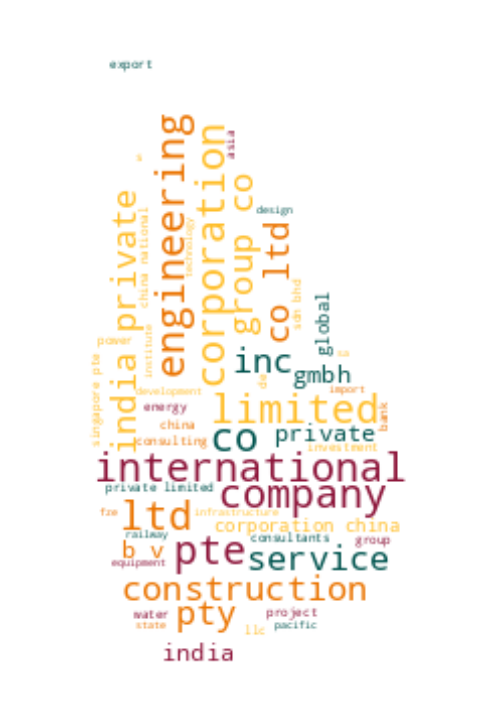 export
engineering
corporation
asia
group co
design
india private
china national
technology
co ltd
sdn bhd
global
institute
power
singapore pte
inc
gmbh
sa
de
import
development
limited
bank
energy
china
consulting
co
private
investment
international
private limited
company
fze
ltd
infrastructure
corporation china
railway
consultants
group
b v
pte
service
equipment
construction
water
pty
project
state
llc
pacific
india